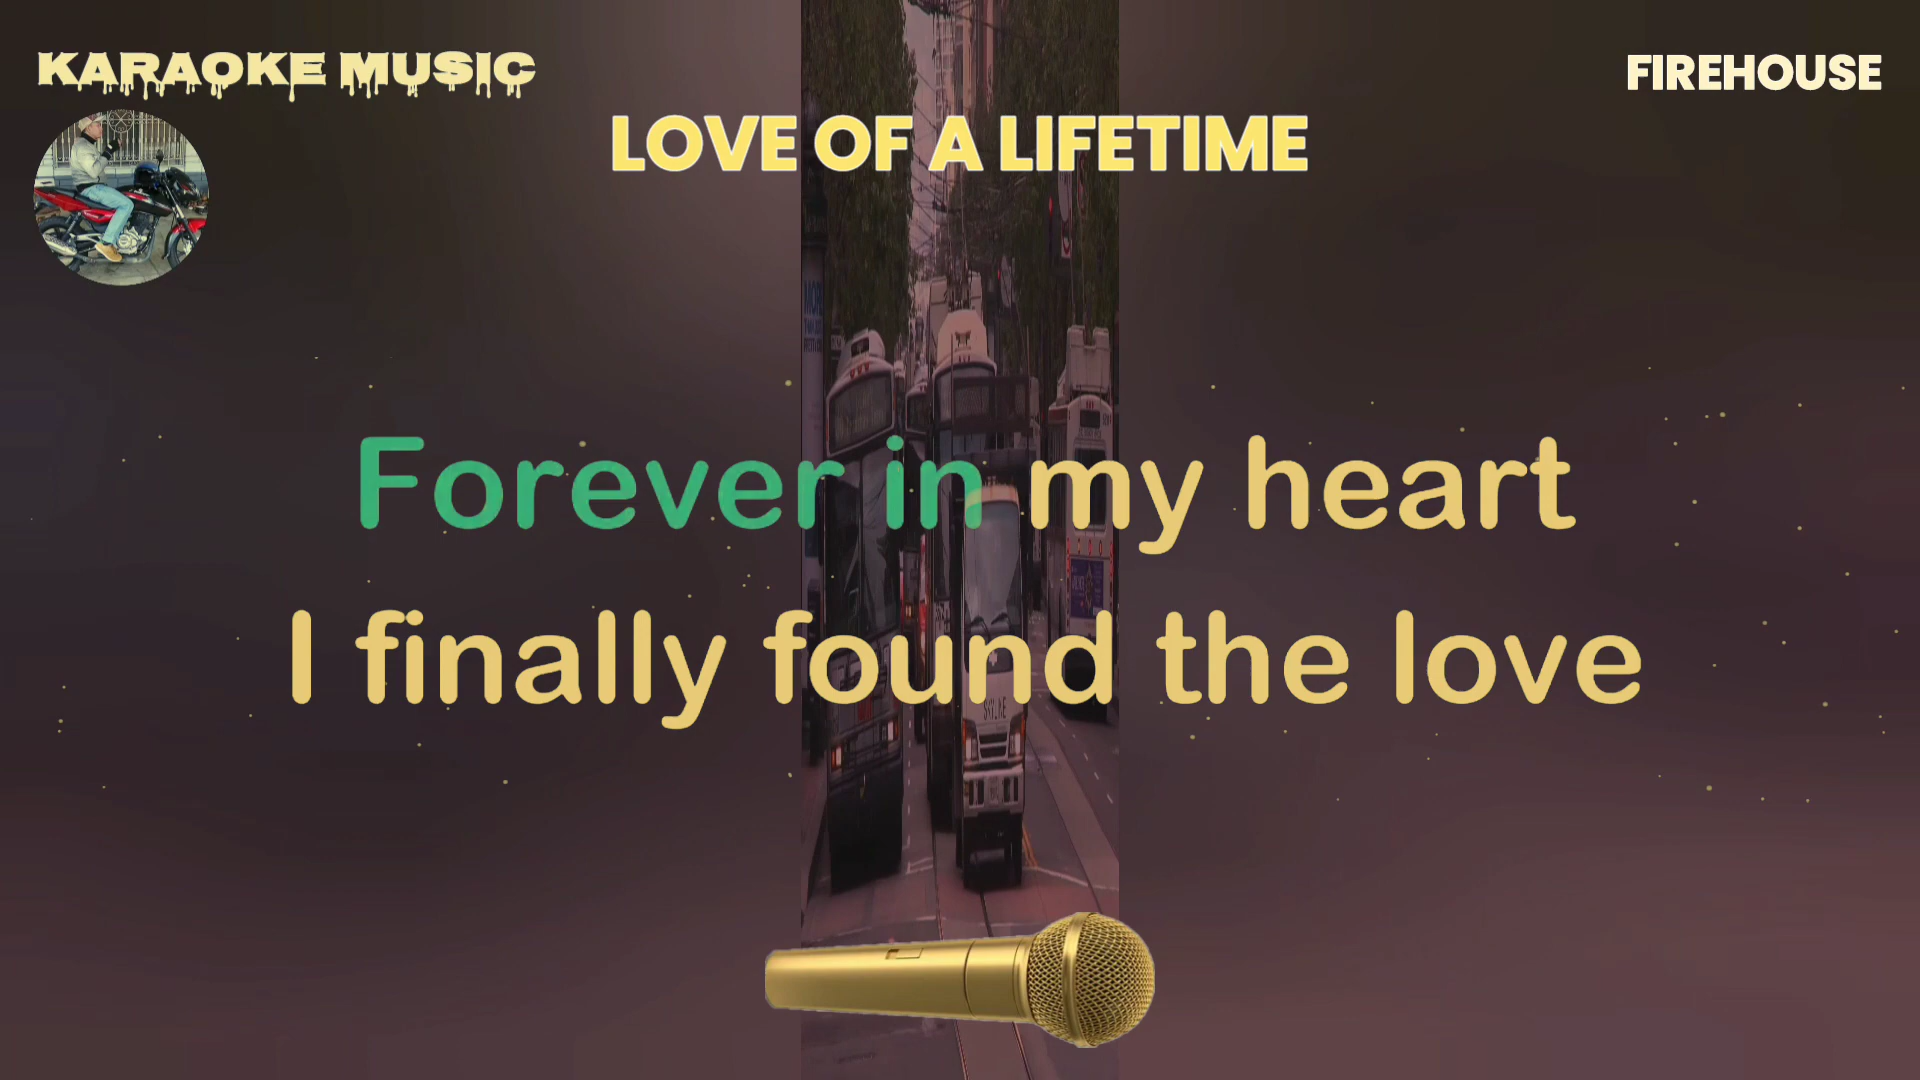 KARAOKE MUSIC
FIREHOUSE
LOVE OF A LIFETIME
Forever in my heart
I finally found the love